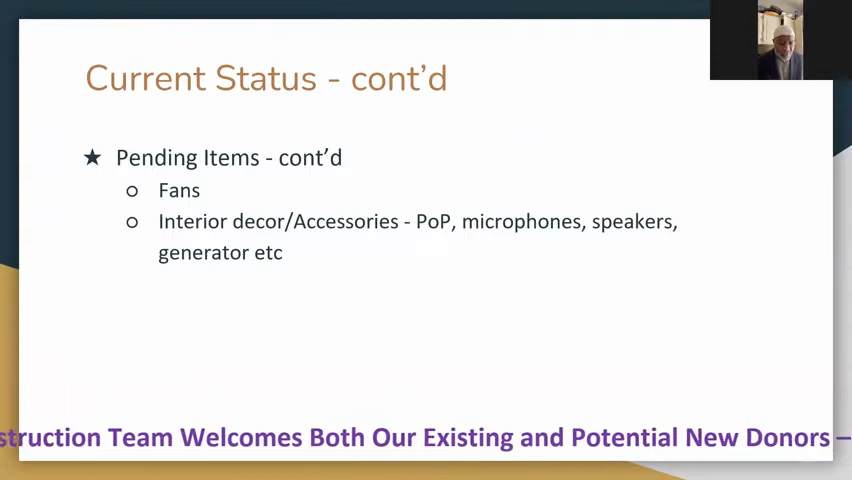 Current Status - cont’d
★ Pending Items - cont’d
○ Fans
○ Interior decor/Accessories - PoP, microphones, speakers,
generator etc
struction Team Welcomes Both Our Existing and Potential New Donors –